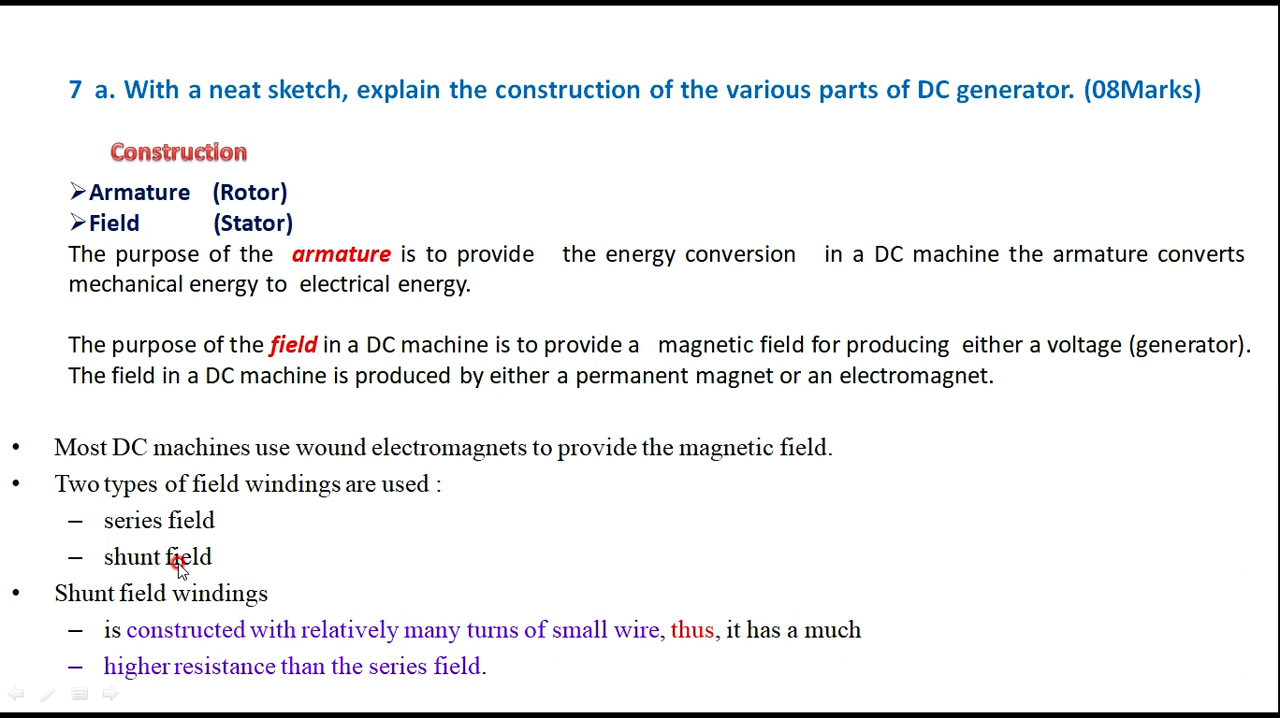 7 a. With a neat sketch, explain the construction of the various parts of DC generator. (08Marks)
Construction
➢Armature (Rotor)
➢Field (Stator)
The purpose of the armature is to provide the energy conversion in a DC machine the armature converts
mechanical energy to electrical energy.
The purpose of the field in a DC machine is to provide a magnetic field for producing either a voltage (generator).
The field in a DC machine is produced by either a permanent magnet or an electromagnet.
• Most DC machines use wound electromagnets to provide the magnetic field.
• Two types of field windings are used :
– series field
– shunt field
• Shunt field windings
– is constructed with relatively many turns of small wire, thus, it has a much
– higher resistance than the series field.